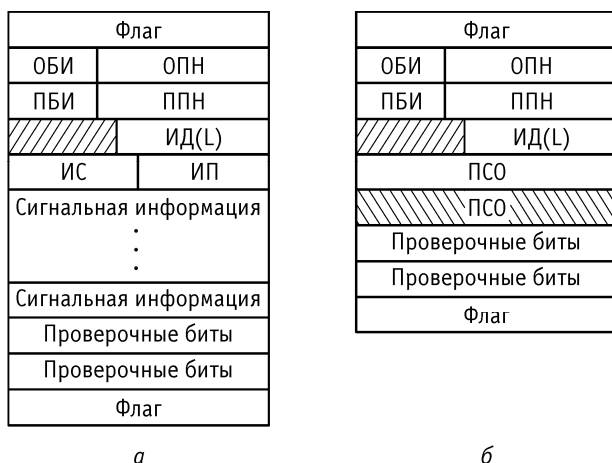 Флаг
ОБИ ОПН
ПБИ ППН
ИД(L)
ИС ИП
Сигнальная информация
Сигнальная информация
Проверочные биты
Проверочные биты
Флаг
а
Флаг
ОБИ ОПН
ПБИ ППН
ИД(L)
ПСО
ПСО
Проверочные биты
Проверочные биты
Флаг
б